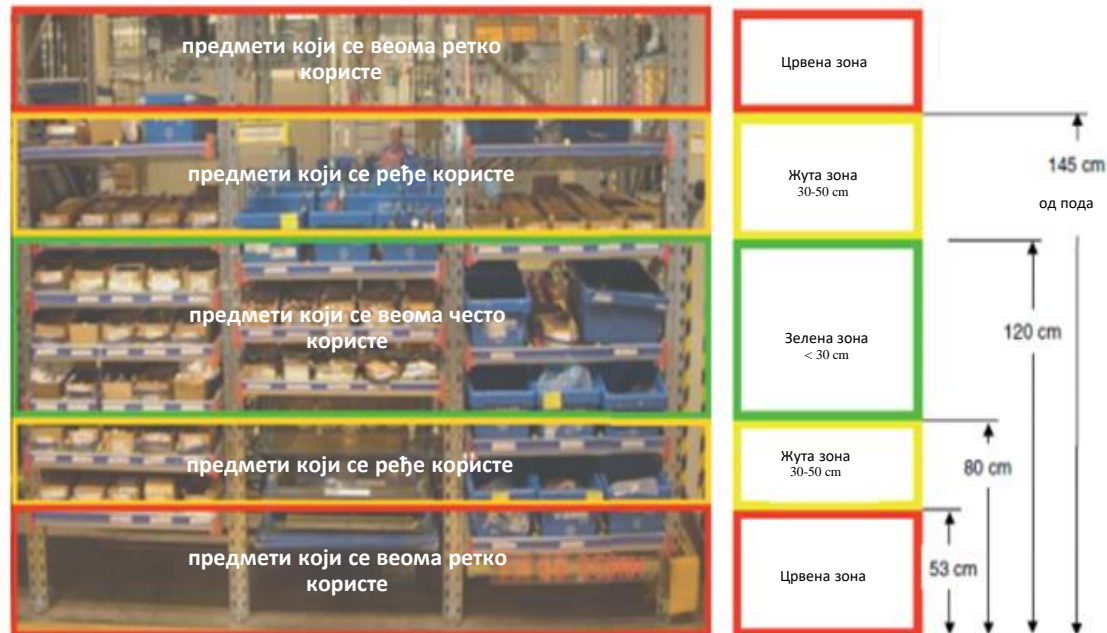 предмети који се веома ретко
користе
Црвена зона
предмети који се ређе користе
Жута зона
30-50 cm
145 cm
од пода
предмети који се веома често
користе
Зелена зона
< 30 cm
120 cm
предмети који се ређе користе
Жута зона
30-50 cm
80 cm
предмети који се веома ретко
користе
Црвена зона
53 cm